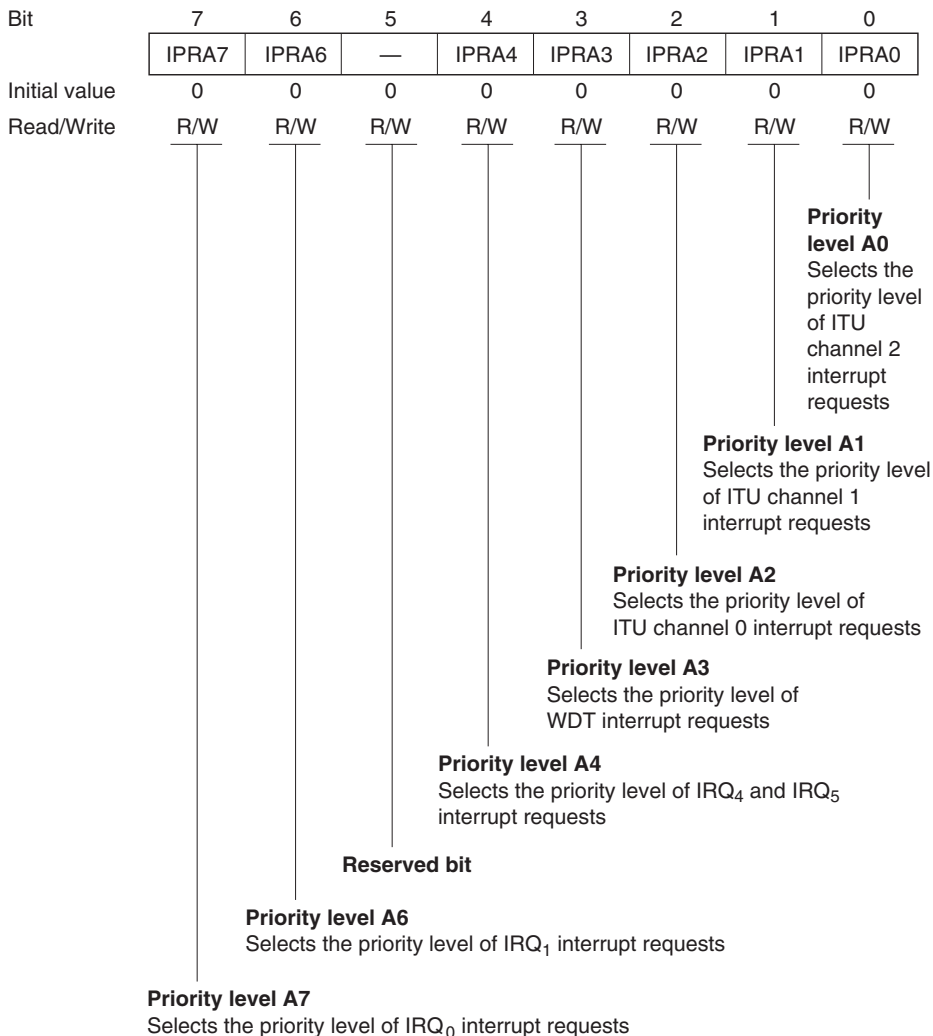 Bit 7 6 5 4 3 2 1 0
IPRA7 IPRA6 — IPRA4 IPRA3 IPRA2 IPRA1 IPRA0
Initial value 0 0 0 0 0 0 0 0
Read/Write R/W R/W R/W R/W R/W R/W R/W R/W
Priority
level A0
Selects the
priority level
of ITU
channel 2
interrupt
requests
Priority level A1
Selects the priority level
of ITU channel 1
interrupt requests
Priority level A2
Selects the priority level of
ITU channel 0 interrupt requests
Priority level A3
Selects the priority level of
WDT interrupt requests
Priority level A4
Selects the priority level of IRQ₄ and IRQ₅
interrupt requests
Reserved bit
Priority level A6
Selects the priority level of IRQ₁ interrupt requests
Priority level A7
Selects the priority level of IRQ₀ interrupt requests